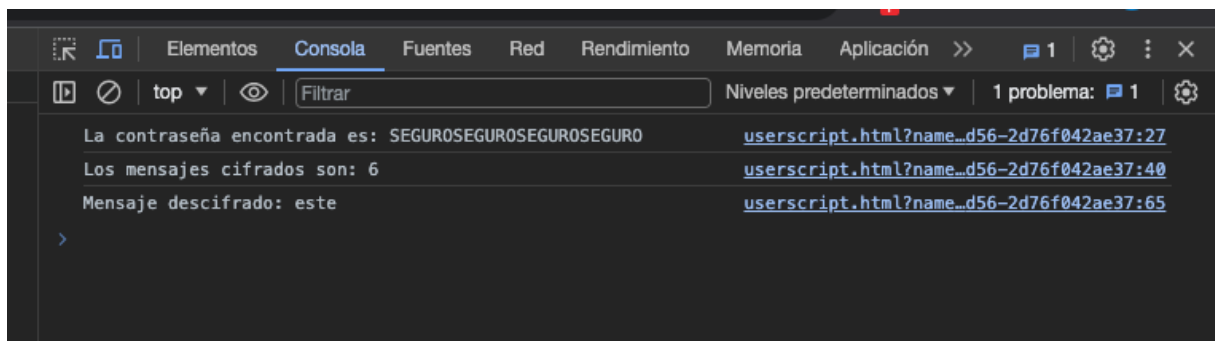 Elementos Consola Fuentes Red Rendimiento Memoria Aplicación >> 1
top Filtrar Niveles predeterminados 1 problema: 1
La contraseña encontrada es: SEGUROSEGUROSEGUROSEGURO userscript.html?name…d56-2d76f042ae37:27
Los mensajes cifrados son: 6 userscript.html?name…d56-2d76f042ae37:40
Mensaje descifrado: este userscript.html?name…d56-2d76f042ae37:65
>